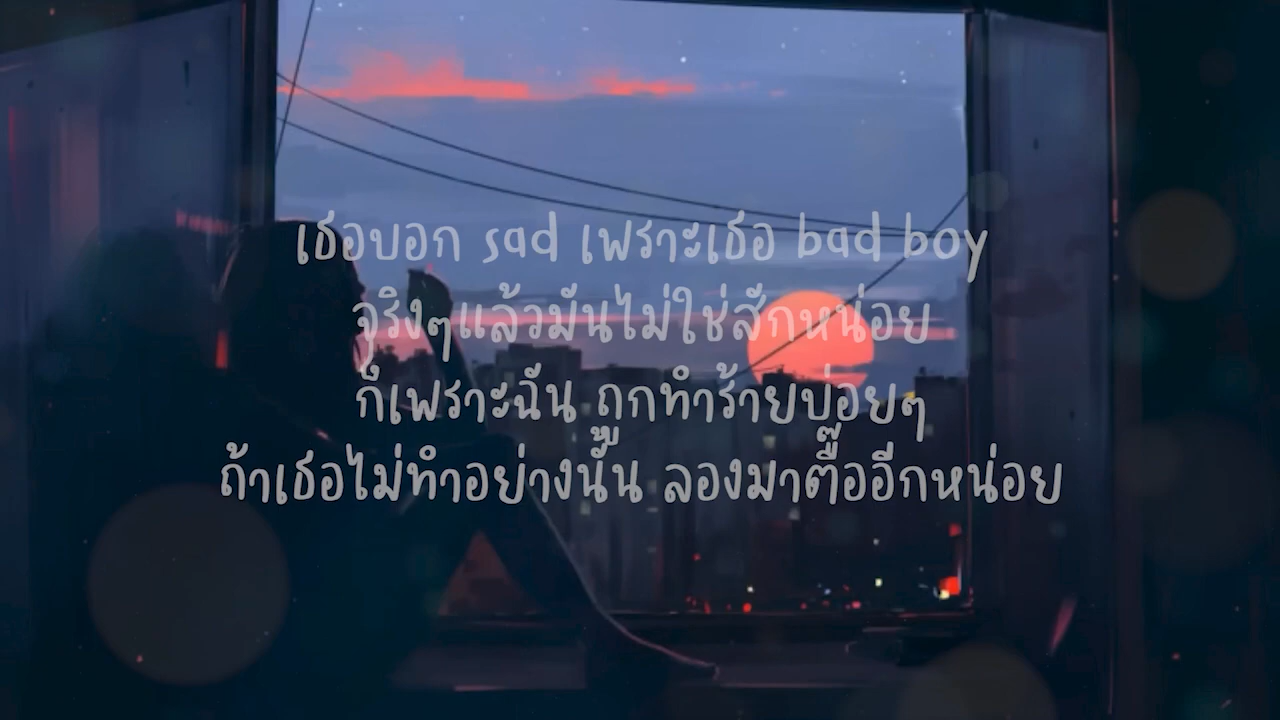 เธอบอก sad เพราะเธอ bad boy
จริงๆแล้วมันไม่ใช่สักหน่อย
ก็เพราะฉัน ถูกทำร้ายบ่อยๆ
ถ้าเธอไม่ทำอย่างนั้น ลองมาตื๊ออีกหน่อย